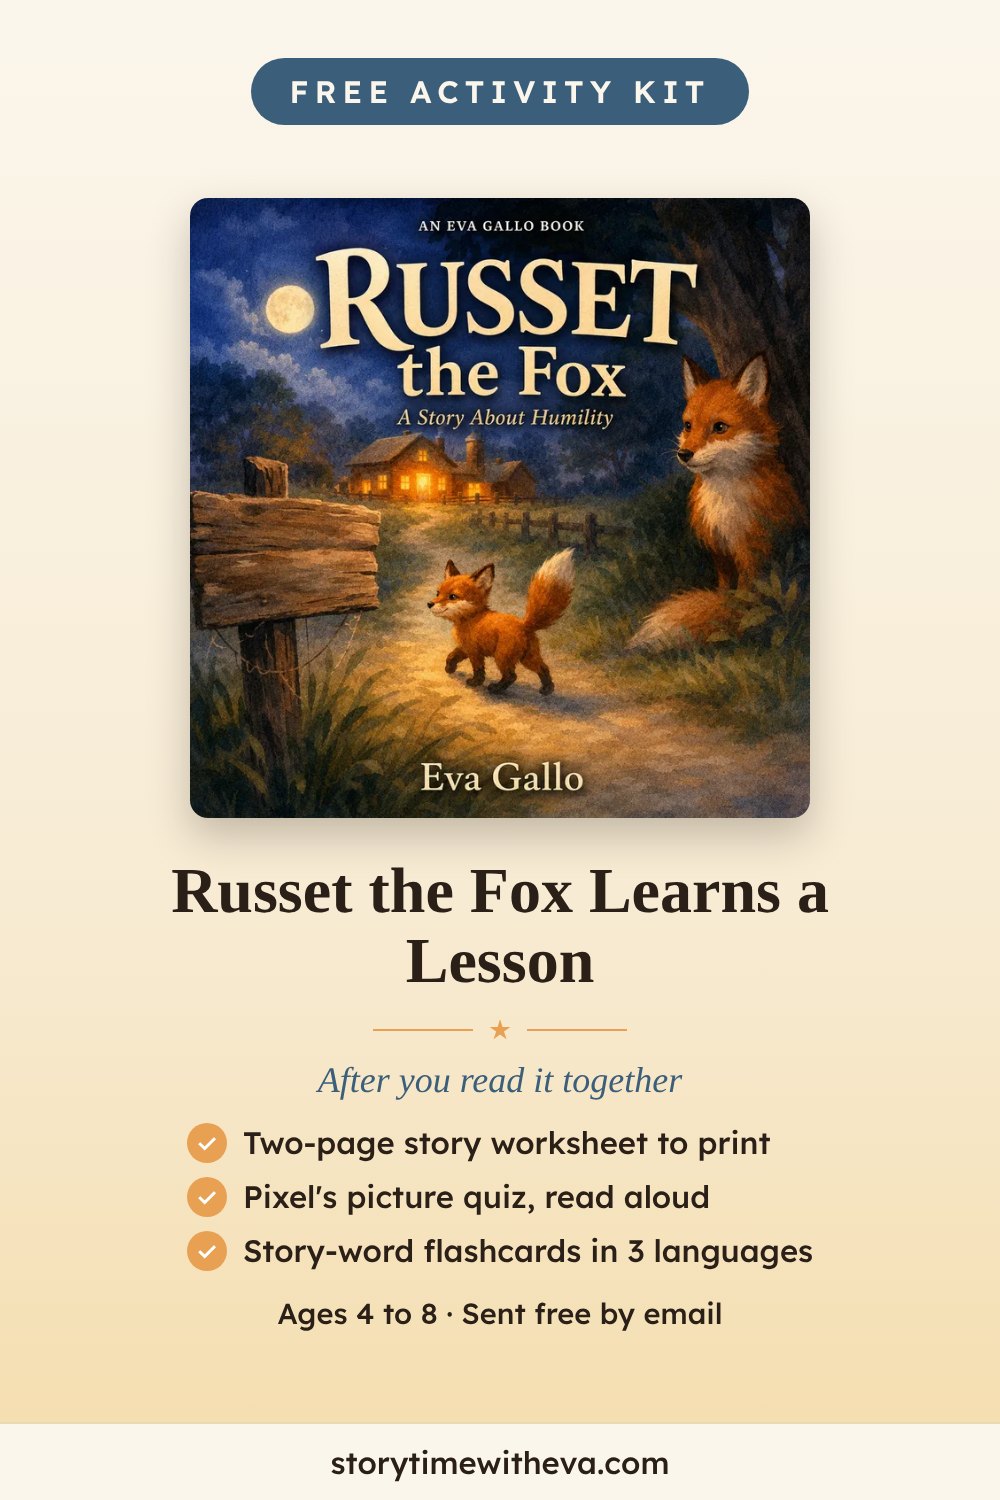 FREE ACTIVITY KIT
AN EVA GALLO BOOK
RUSSET
the Fox
A Story About Humility
Eva Gallo
Russet the Fox Learns a
Lesson
After you read it together
Two-page story worksheet to print
Pixel's picture quiz, read aloud
Story-word flashcards in 3 languages
Ages 4 to 8 · Sent free by email
storytimewitheva.com